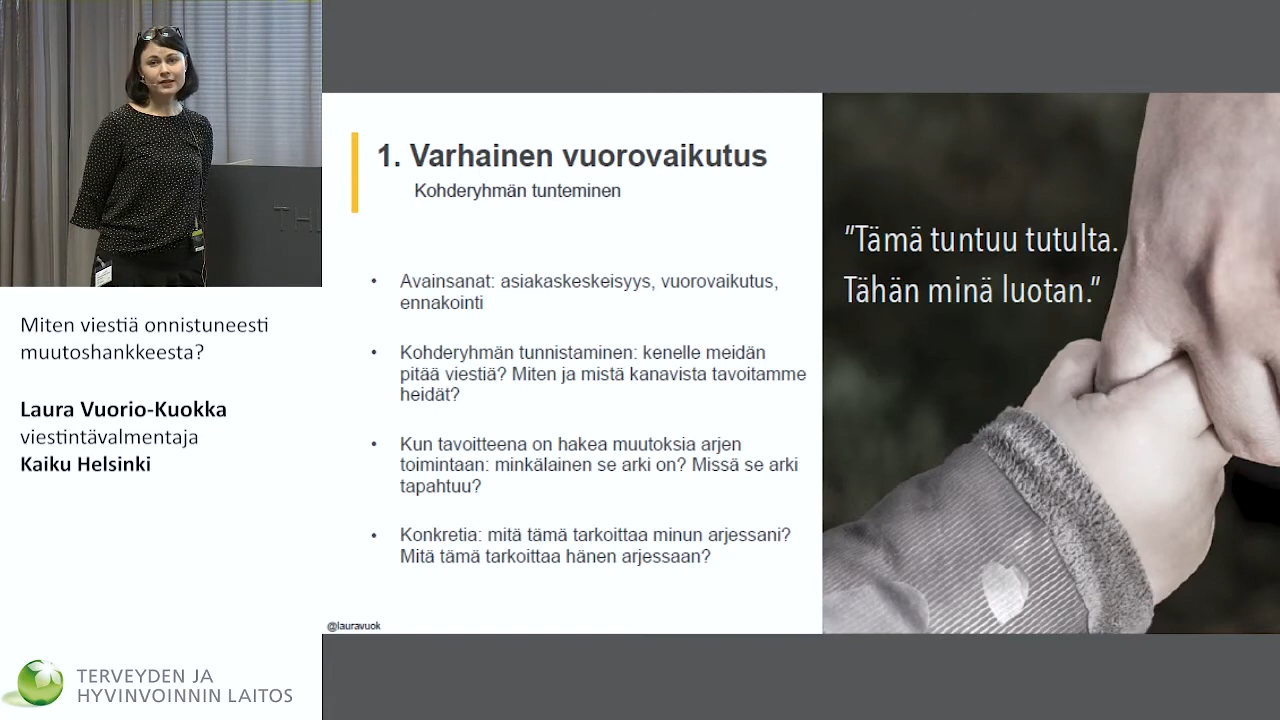 Miten viestiä onnistuneesti
muutoshankkeesta?
Laura Vuorio-Kuokka
viestintävalmentaja
Kaiku Helsinki
TERVEYDEN JA
HYVINVOINNIN LAITOS
1. Varhainen vuorovaikutus
Kohderyhmän tunteminen
• Avainsanat: asiakaskeskeisyys, vuorovaikutus,
ennakointi
• Kohderyhmän tunnistaminen: kenelle meidän
pitää viestiä? Miten ja mistä kanavista tavoitamme
heidät?
• Kun tavoitteena on hakea muutoksia arjen
toimintaan: minkälainen se arki on? Missä se arki
tapahtuu?
• Konkretia: mitä tämä tarkoittaa minun arjessani?
Mitä tämä tarkoittaa hänen arjessaan?
@lauravuok
"Tämä tuntuu tutulta.
Tähän minä luotan."